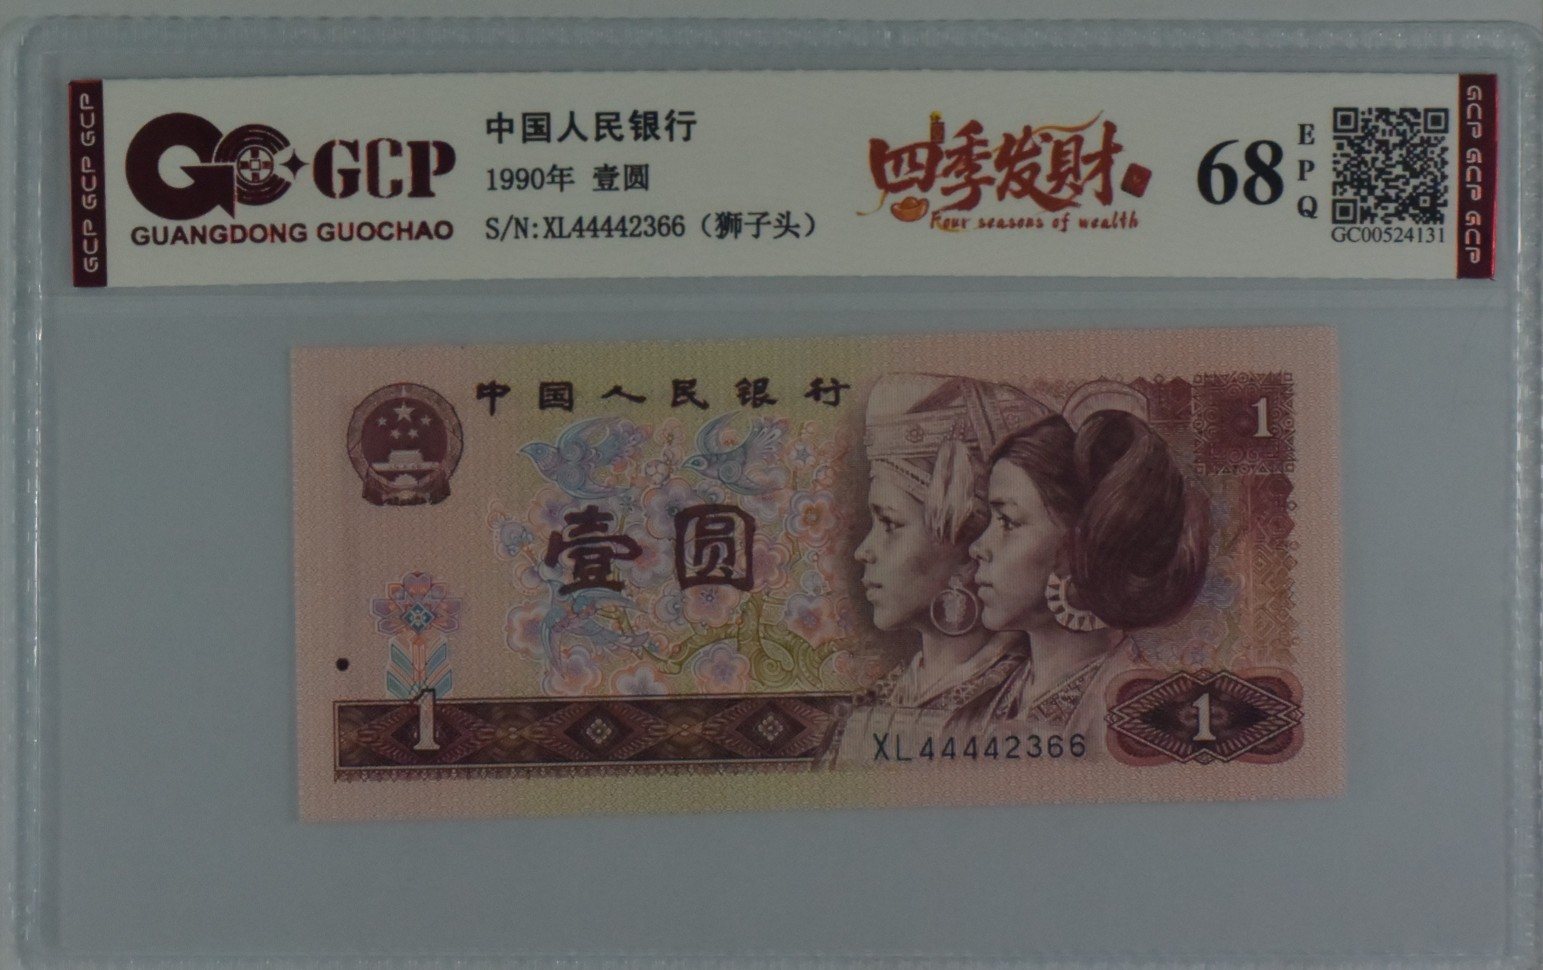 GCP GCP GCP
GCP
GUANGDONG GUOCHAO
中国人民银行
1990年 壹圆
S/N:XL44442366（狮子头）
四季发财
Four seasons of wealth
68
EPQ
GC00524131
GCP GCP GCP
中国人民银行
1
壹圆
1
XL44442366
1